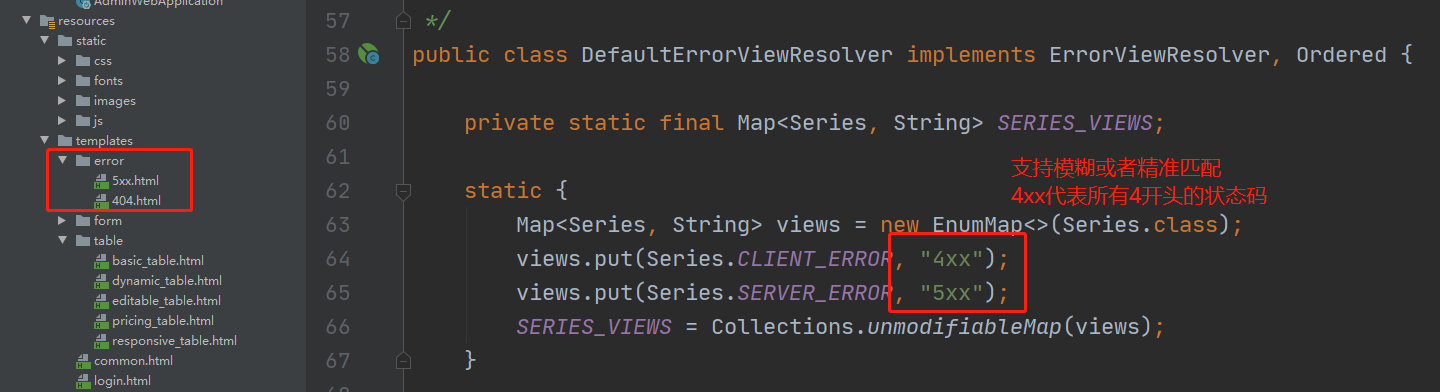 AdminWebApplication
resources
static
css
fonts
images
js
templates
error
5xx.html
404.html
form
table
basic_table.html
dynamic_table.html
editable_table.html
pricing_table.html
responsive_table.html
common.html
login.html
57 */
58 public class DefaultErrorViewResolver implements ErrorViewResolver, Ordered {
59
60 private static final Map<Series, String> SERIES_VIEWS;
61
支持模糊或者精准匹配
4xx代表所有4开头的状态码
62 static {
63 Map<Series, String> views = new EnumMap<>(Series.class);
64 views.put(Series.CLIENT_ERROR, "4xx");
65 views.put(Series.SERVER_ERROR, "5xx");
66 SERIES_VIEWS = Collections.unmodifiableMap(views);
67 }